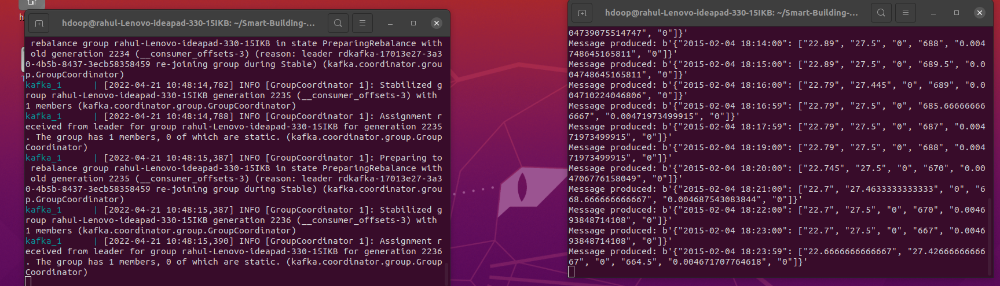 h
T
hdoop@rahul-Lenovo-ideapad-330-15IKB: ~/Smart-Building-...
rebalance group rahul-Lenovo-ideapad-330-15IKB in state PreparingRebalance with
old generation 2234 (__consumer_offsets-3) (reason: leader rdkafka-17013e27-3a3
0-4b5b-8437-3ecb58358459 re-joining group during Stable) (kafka.coordinator.grou
p.GroupCoordinator)
kafka_1      | [2022-04-21 10:48:14,782] INFO [GroupCoordinator 1]: Stabilized g
roup rahul-Lenovo-ideapad-330-15IKB generation 2235 (__consumer_offsets-3) with
1 members (kafka.coordinator.group.GroupCoordinator)
kafka_1      | [2022-04-21 10:48:14,788] INFO [GroupCoordinator 1]: Assignment r
eceived from leader for group rahul-Lenovo-ideapad-330-15IKB for generation 2235
. The group has 1 members, 0 of which are static. (kafka.coordinator.group.Group
Coordinator)
kafka_1      | [2022-04-21 10:48:15,387] INFO [GroupCoordinator 1]: Preparing to
rebalance group rahul-Lenovo-ideapad-330-15IKB in state PreparingRebalance with
old generation 2235 (__consumer_offsets-3) (reason: leader rdkafka-17013e27-3a3
0-4b5b-8437-3ecb58358459 re-joining group during Stable) (kafka.coordinator.grou
p.GroupCoordinator)
kafka_1      | [2022-04-21 10:48:15,387] INFO [GroupCoordinator 1]: Stabilized g
roup rahul-Lenovo-ideapad-330-15IKB generation 2236 (__consumer_offsets-3) with
1 members (kafka.coordinator.group.GroupCoordinator)
kafka_1      | [2022-04-21 10:48:15,390] INFO [GroupCoordinator 1]: Assignment r
eceived from leader for group rahul-Lenovo-ideapad-330-15IKB for generation 2236
. The group has 1 members, 0 of which are static. (kafka.coordinator.group.Group
Coordinator)
hdoop@rahul-Lenovo-ideapad-330-15IKB: ~/Smart-Building-...
04739075514747", "0"]}'
Message produced: b'{"2015-02-04 18:14:00": ["22.89", "27.5", "0", "688", "0.004
748645165811", "0"]}'
Message produced: b'{"2015-02-04 18:15:00": ["22.89", "27.5", "0", "689.5", "0.0
04748645165811", "0"]}'
Message produced: b'{"2015-02-04 18:16:00": ["22.79", "27.445", "0", "689", "0.0
04710224046806", "0"]}'
Message produced: b'{"2015-02-04 18:16:59": ["22.79", "27.5", "0", "685.66666666
6667", "0.00471973499915", "0"]}'
Message produced: b'{"2015-02-04 18:17:59": ["22.79", "27.5", "0", "687", "0.004
71973499915", "0"]}'
Message produced: b'{"2015-02-04 18:19:00": ["22.79", "27.5", "0", "688", "0.004
71973499915", "0"]}'
Message produced: b'{"2015-02-04 18:20:00": ["22.745", "27.5", "0", "670", "0.00
4706776158049", "0"]}'
Message produced: b'{"2015-02-04 18:21:00": ["22.7", "27.4633333333333", "0", "6
68.666666666667", "0.004687543083844", "0"]}'
Message produced: b'{"2015-02-04 18:22:00": ["22.7", "27.5", "0", "670", "0.0046
93848714108", "0"]}'
Message produced: b'{"2015-02-04 18:23:00": ["22.7", "27.5", "0", "667", "0.0046
93848714108", "0"]}'
Message produced: b'{"2015-02-04 18:23:59": ["22.6666666666667", "27.42666666666
67", "0", "664.5", "0.004671707764618", "0"]}'